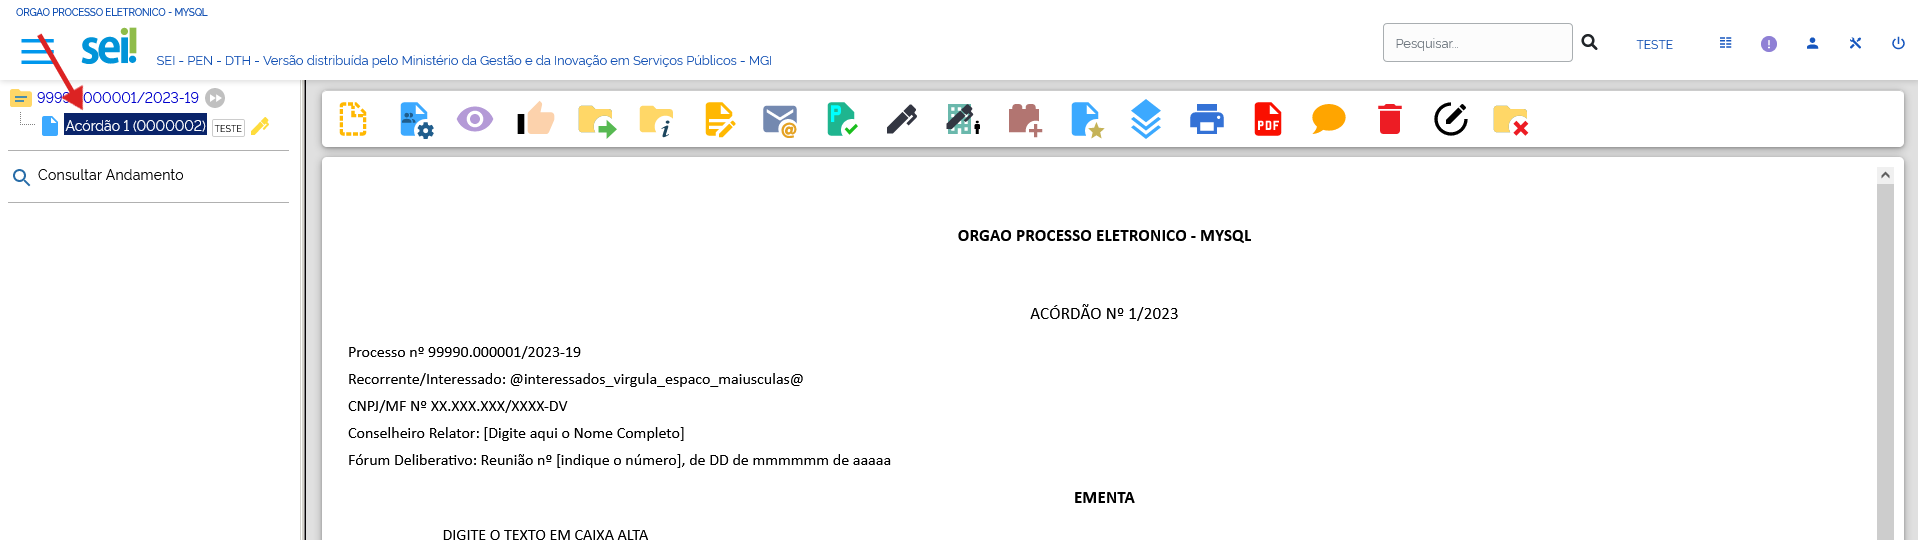 ORGAO PROCESSO ELETRONICO - MYSQL
sei!
SEI - PEN - DTH - Versão distribuída pelo Ministério da Gestão e da Inovação em Serviços Públicos - MGI
Pesquisar...
TESTE
99990.000001/2023-19
Acórdão 1 (0000002)
TESTE
Consultar Andamento
PDF
ORGAO PROCESSO ELETRONICO - MYSQL
ACÓRDÃO Nº 1/2023
Processo nº 99990.000001/2023-19
Recorrente/Interessado: @interessados_virgula_espaco_maiusculas@
CNPJ/MF Nº XX.XXX.XXX/XXXX-DV
Conselheiro Relator: [Digite aqui o Nome Completo]
Fórum Deliberativo: Reunião nº [indique o número], de DD de mmmmmm de aaaaa
EMENTA
DIGITE O TEXTO EM CAIXA ALTA